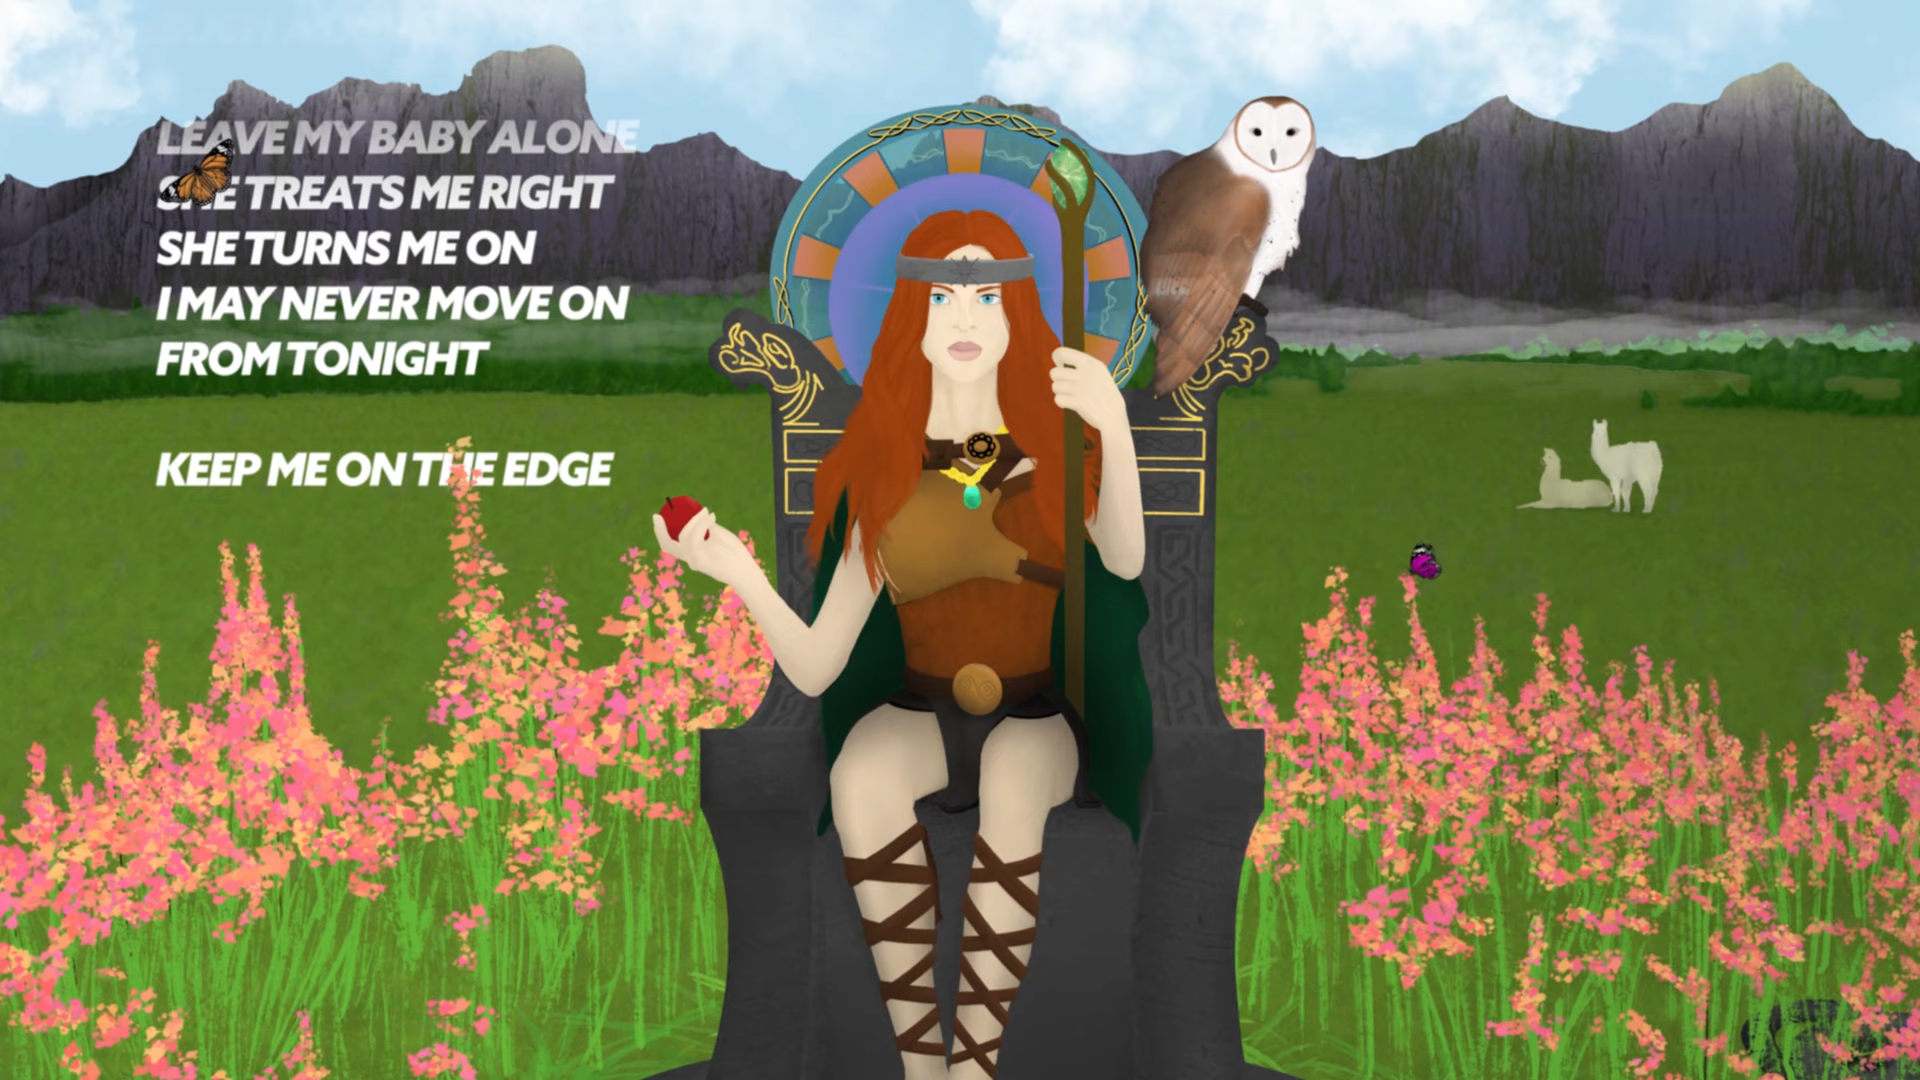 LEAVE MY BABY ALONE
SHE TREATS ME RIGHT
SHE TURNS ME ON
I MAY NEVER MOVE ON
FROM TONIGHT
KEEP ME ON THE EDGE